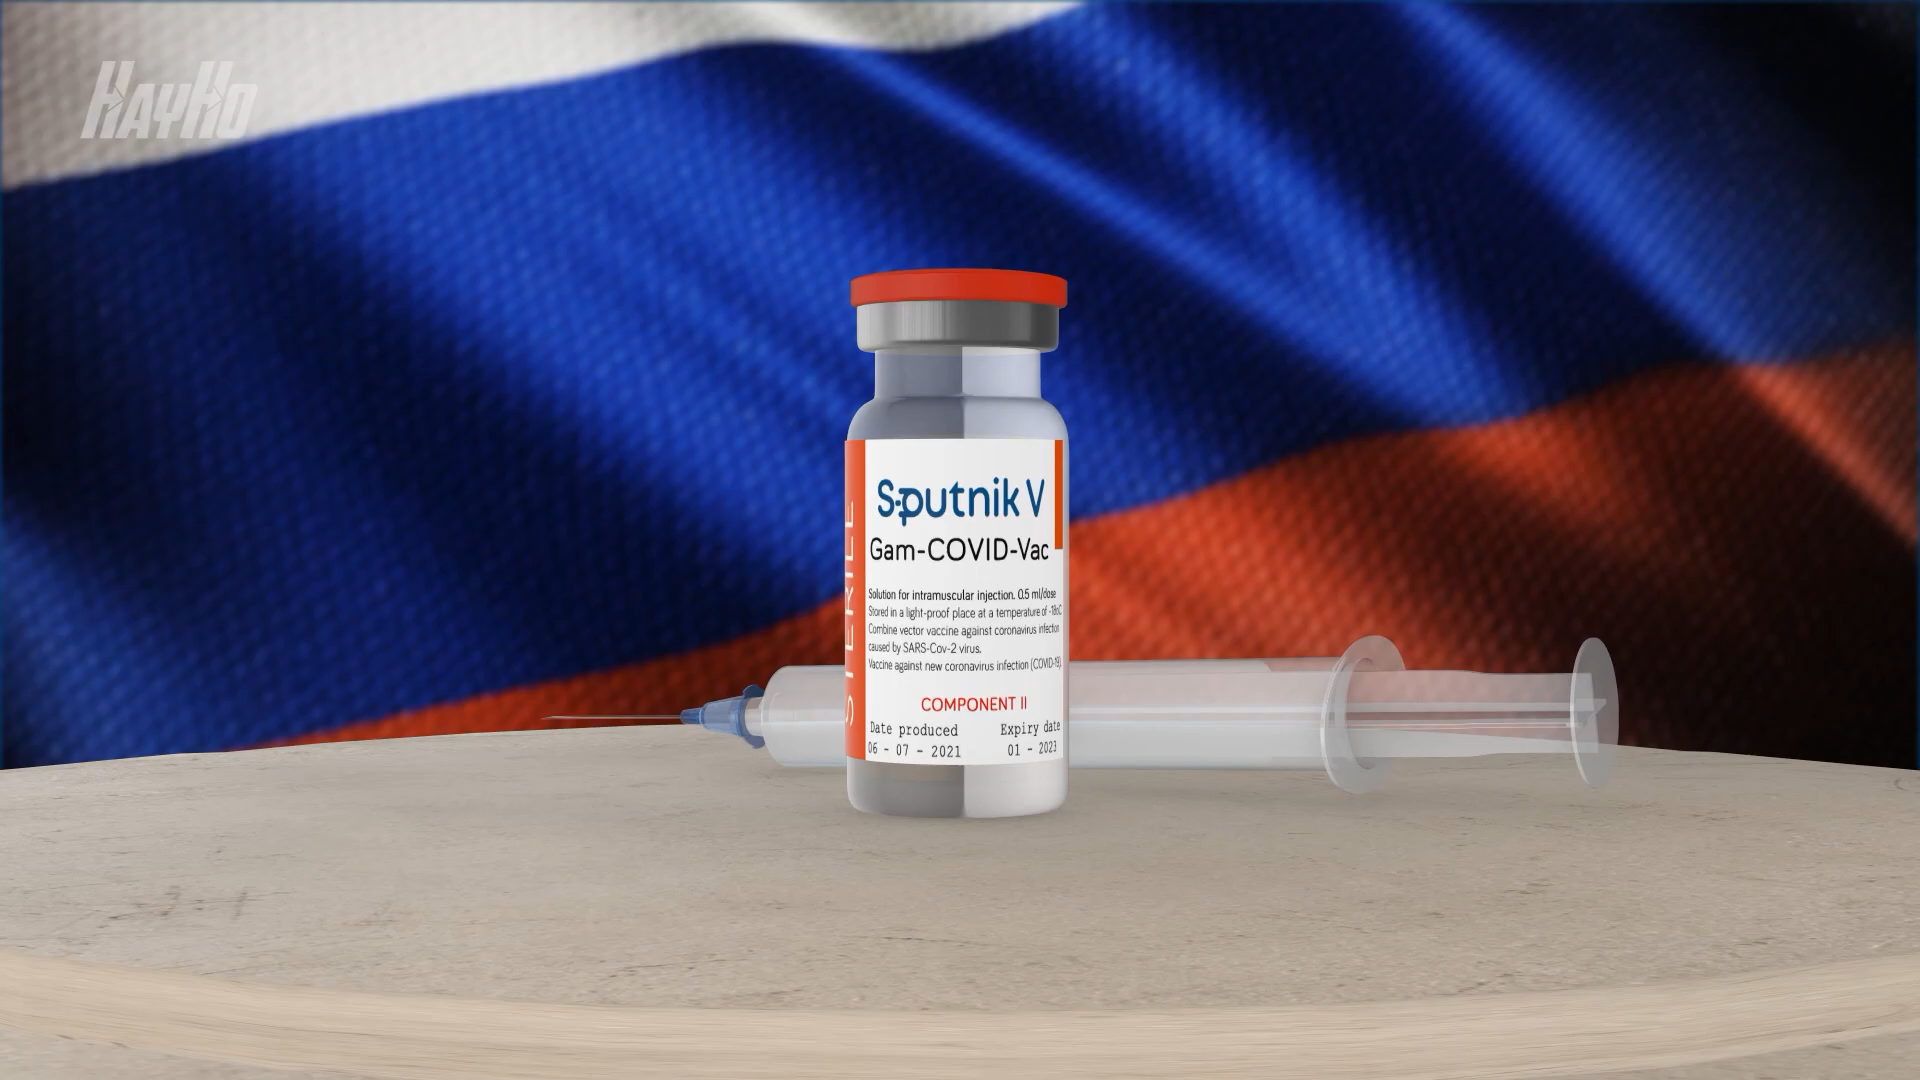 HAYHO
Sputnik V
Gam-COVID-Vac
Solution for intramuscular injection. 0.5 ml/dose
Stored in a light-proof place at a temperature of -18oC
Combine vector vaccine against coronavirus infection
caused by SARS-Cov-2 virus.
Vaccine against new coronavirus infection (COVID-19)
COMPONENT II
Date produced Expiry date
06 - 07 - 2021 01 - 2023
STERILE